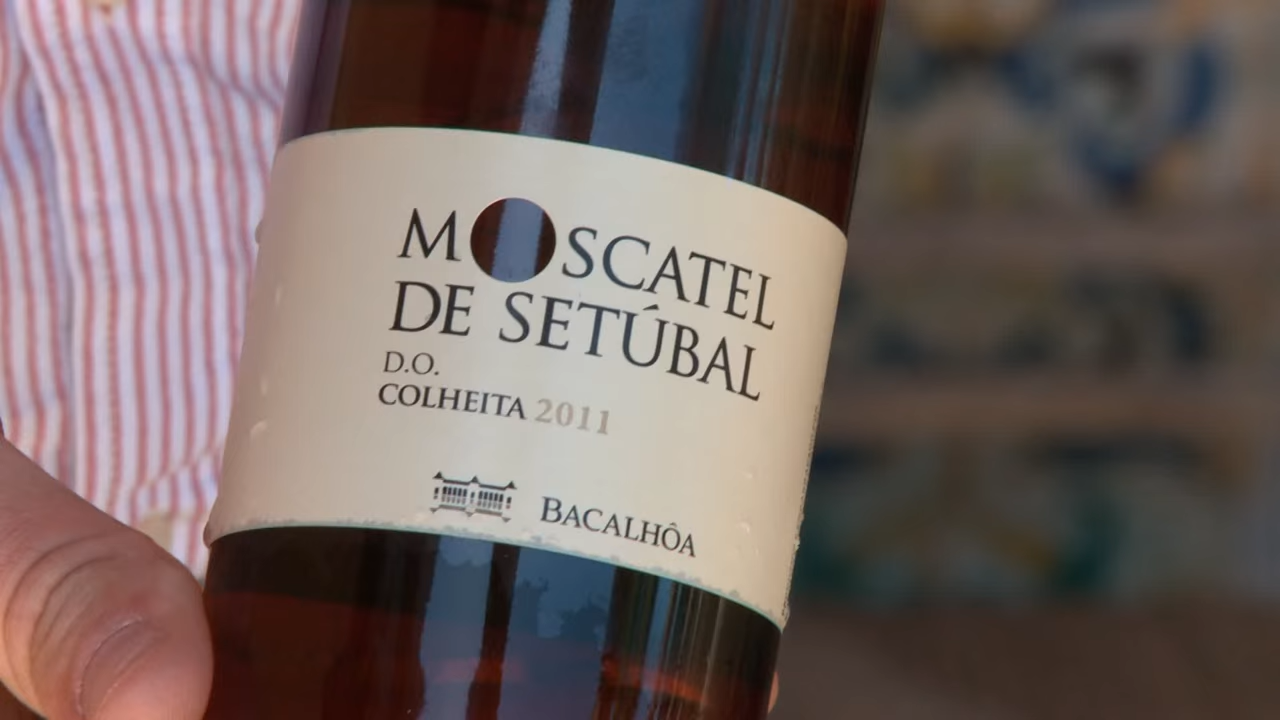 MOSCATEL
DE SETÚBAL
D.O.
COLHEITA 2011
BACALHÔA